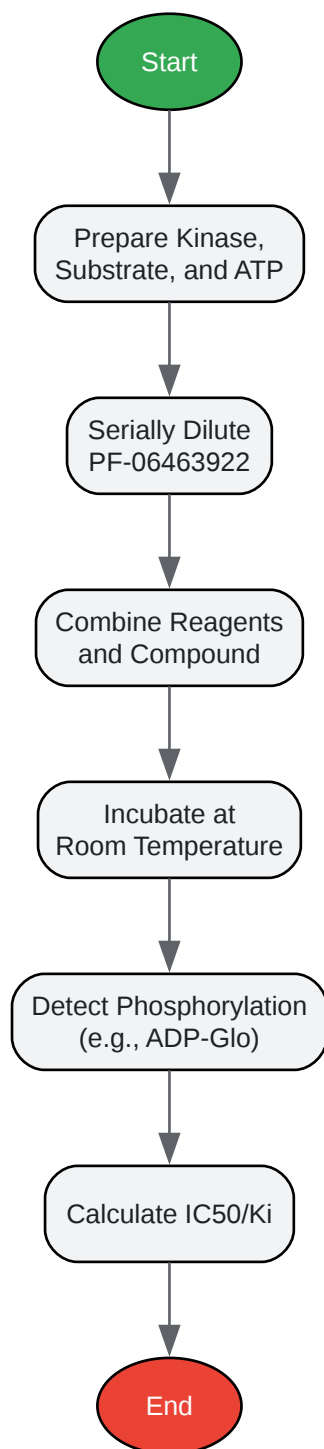 Start
Prepare Kinase,
Substrate, and ATP
Serially Dilute
PF-06463922
Combine Reagents
and Compound
Incubate at
Room Temperature
Detect Phosphorylation
(e.g., ADP-Glo)
Calculate IC50/Ki
End